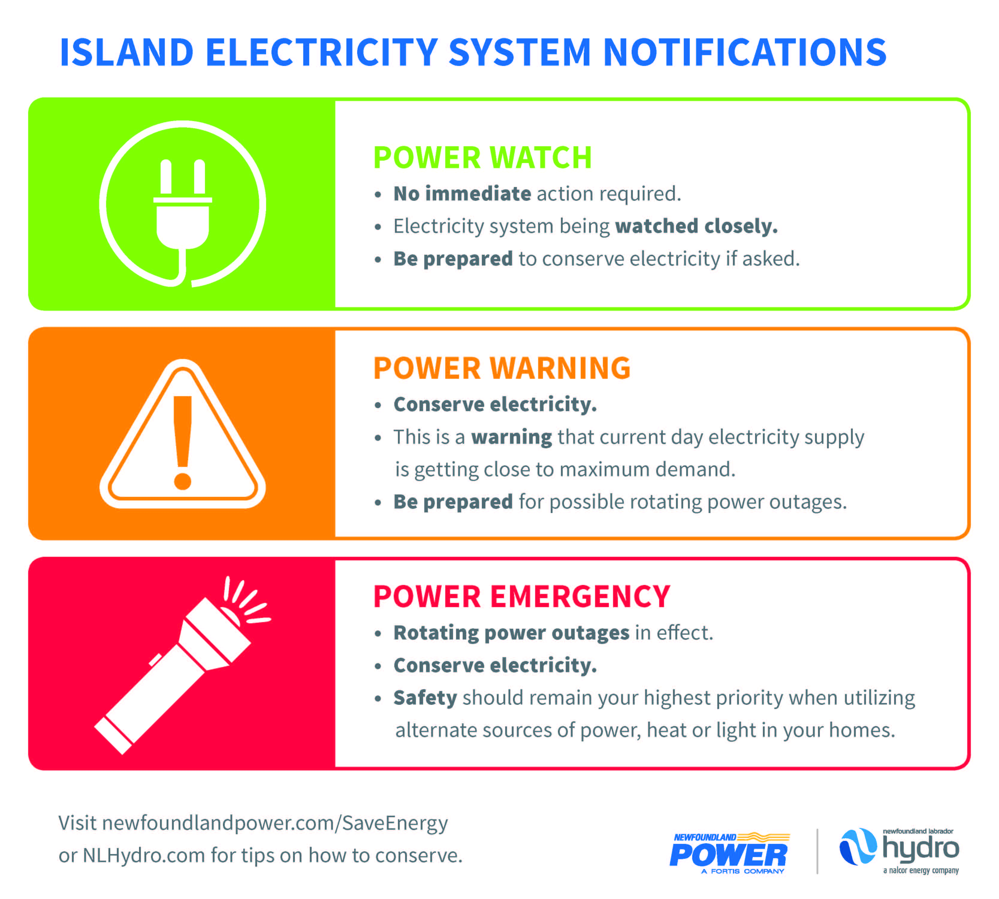 ISLAND ELECTRICITY SYSTEM NOTIFICATIONS
POWER WATCH
• No immediate action required.
• Electricity system being watched closely.
• Be prepared to conserve electricity if asked.
POWER WARNING
• Conserve electricity.
• This is a warning that current day electricity supply
is getting close to maximum demand.
• Be prepared for possible rotating power outages.
POWER EMERGENCY
• Rotating power outages in effect.
• Conserve electricity.
• Safety should remain your highest priority when utilizing
alternate sources of power, heat or light in your homes.
Visit newfoundlandpower.com/SaveEnergy
or NLHydro.com for tips on how to conserve.
NEWFOUNDLAND
POWER
A FORTIS COMPANY
newfoundland labrador
hydro
a nalcor energy company